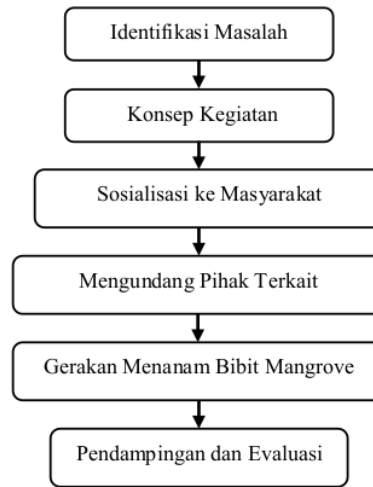 Identifikasi Masalah
Konsep Kegiatan
Sosialisasi ke Masyarakat
Mengundang Pihak Terkait
Gerakan Menanam Bibit Mangrove
Pendampingan dan Evaluasi